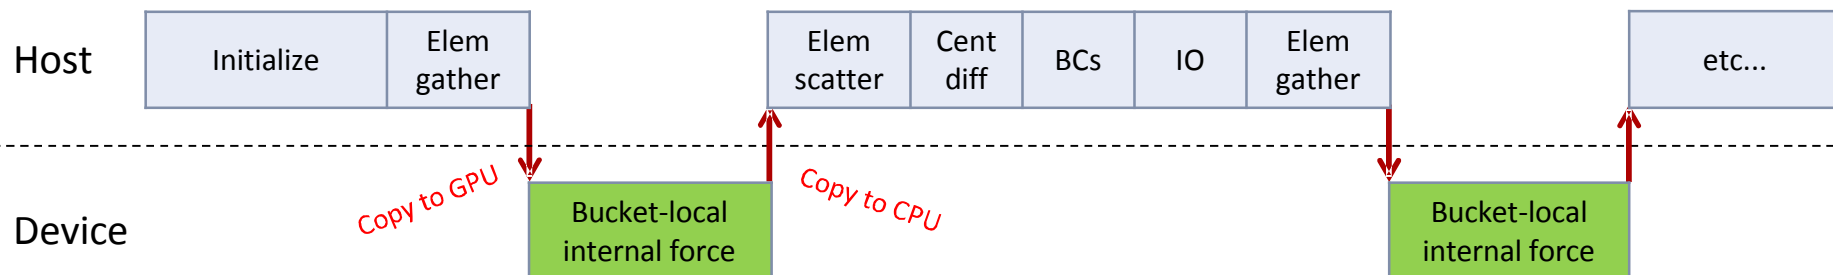 Host
Initialize
Elem
gather
Elem
scatter
Cent
diff
BCs
IO
Elem
gather
etc...
Copy to GPU
Copy to CPU
Device
Bucket-local
internal force
Bucket-local
internal force